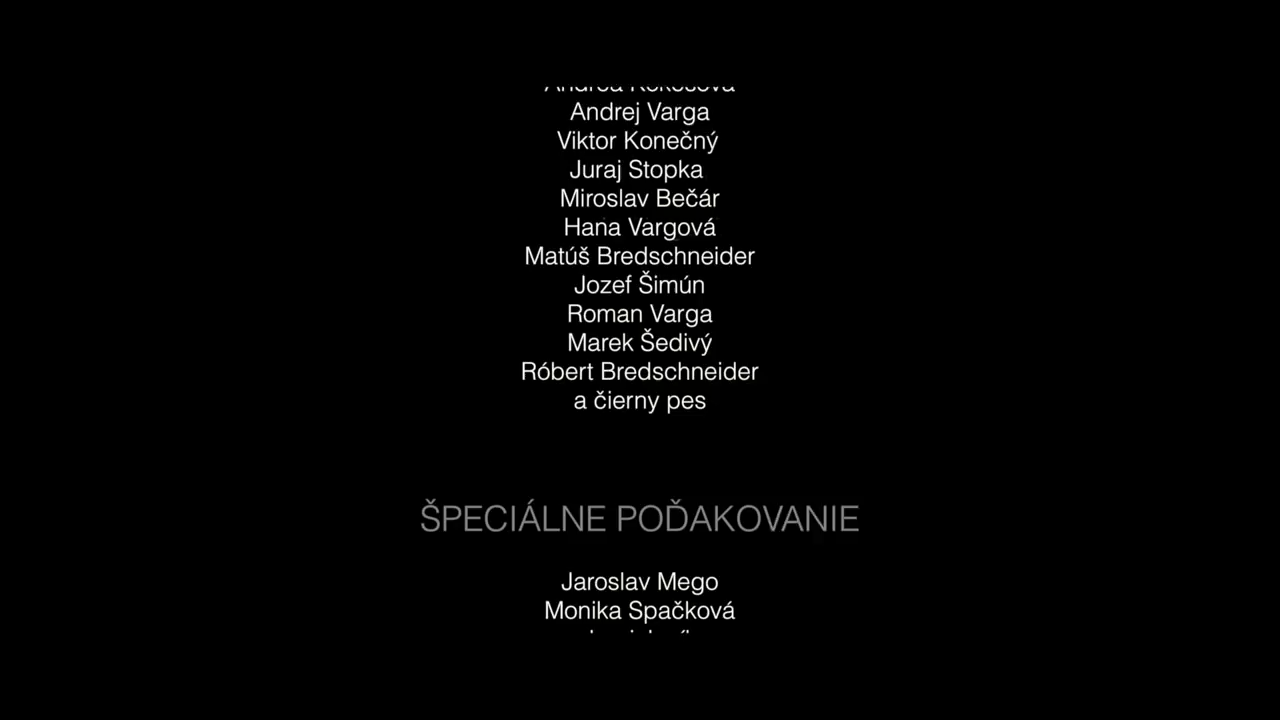 Andrej Varga
Viktor Konečný
Juraj Stopka
Miroslav Bečár
Hana Vargová
Matúš Bredschneider
Jozef Šimún
Roman Varga
Marek Šedivý
Róbert Bredschneider
a čierny pes
ŠPECIÁLNE POĎAKOVANIE
Jaroslav Mego
Monika Spačková